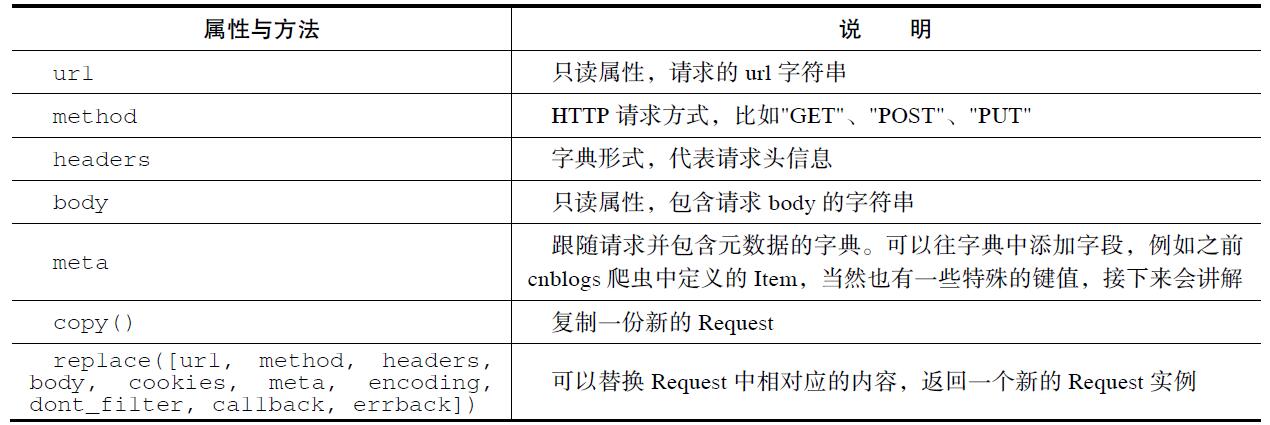 属性与方法 说 明
url 只读属性，请求的 url 字符串
method HTTP 请求方式，比如"GET"、"POST"、"PUT"
headers 字典形式，代表请求头信息
body 只读属性，包含请求 body 的字符串
meta 跟随请求并包含元数据的字典。可以往字典中添加字段，例如之前
cnblogs 爬虫中定义的 Item，当然也有一些特殊的键值，接下来会讲解
copy() 复制一份新的 Request
replace([url, method, headers,
body, cookies, meta, encoding,
dont_filter, callback, errback])
可以替换 Request 中相对应的内容，返回一个新的 Request 实例